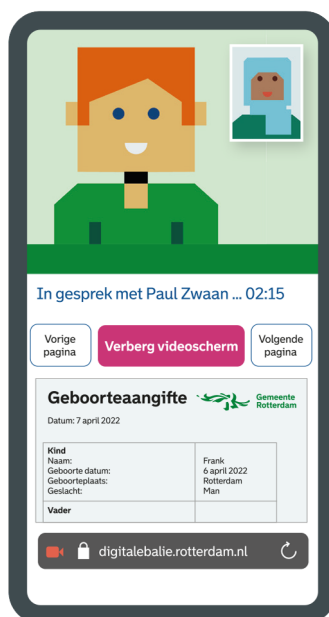 In gesprek met Paul Zwaan ... 02:15
Vorige
pagina
Verberg videoscherm
Volgende
pagina
Geboorteaangifte
Gemeente
Rotterdam
Datum: 7 april 2022
Kind
Naam: Frank
Geboorte datum: 6 april 2022
Geboorteplaats: Rotterdam
Geslacht: Man
Vader
digitalebalie.rotterdam.nl